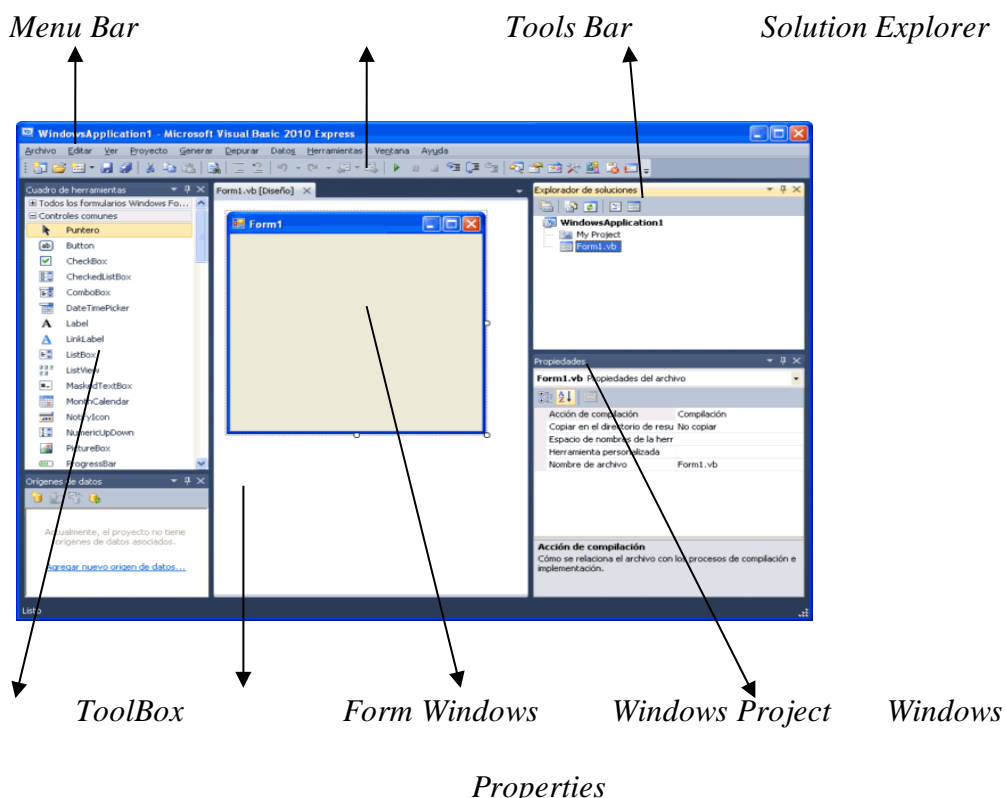 Menu Bar Tools Bar Solution Explorer
WindowsApplication1 - Microsoft Visual Basic 2010 Express
Archivo Editar Ver Proyecto Generar Depurar Datos Herramientas Ventana Ayuda
Cuadro de herramientas
Todos los formularios Windows Fo...
Controles comunes
Puntero
Button
CheckBox
CheckedListBox
ComboBox
DateTimePicker
Label
LinkLabel
ListBox
ListView
MaskedTextBox
MonthCalendar
NotifyIcon
NumericUpDown
PictureBox
ProgressBar
Orígenes de datos
Actualmente, el proyecto no tiene
orígenes de datos asociados.
Agregar nuevo origen de datos...
Form1.vb [Diseño]
Form1
Explorador de soluciones
WindowsApplication1
My Project
Form1.vb
Propiedades
Form1.vb Propiedades del archivo
Acción de compilación Compilación
Copiar en el directorio de resu No copiar
Espacio de nombres de la herr
Herramienta personalizada
Nombre de archivo Form1.vb
Acción de compilación
Cómo se relaciona el archivo con los procesos de compilación e
implementación.
Listo
ToolBox Form Windows Windows Project Windows
Properties